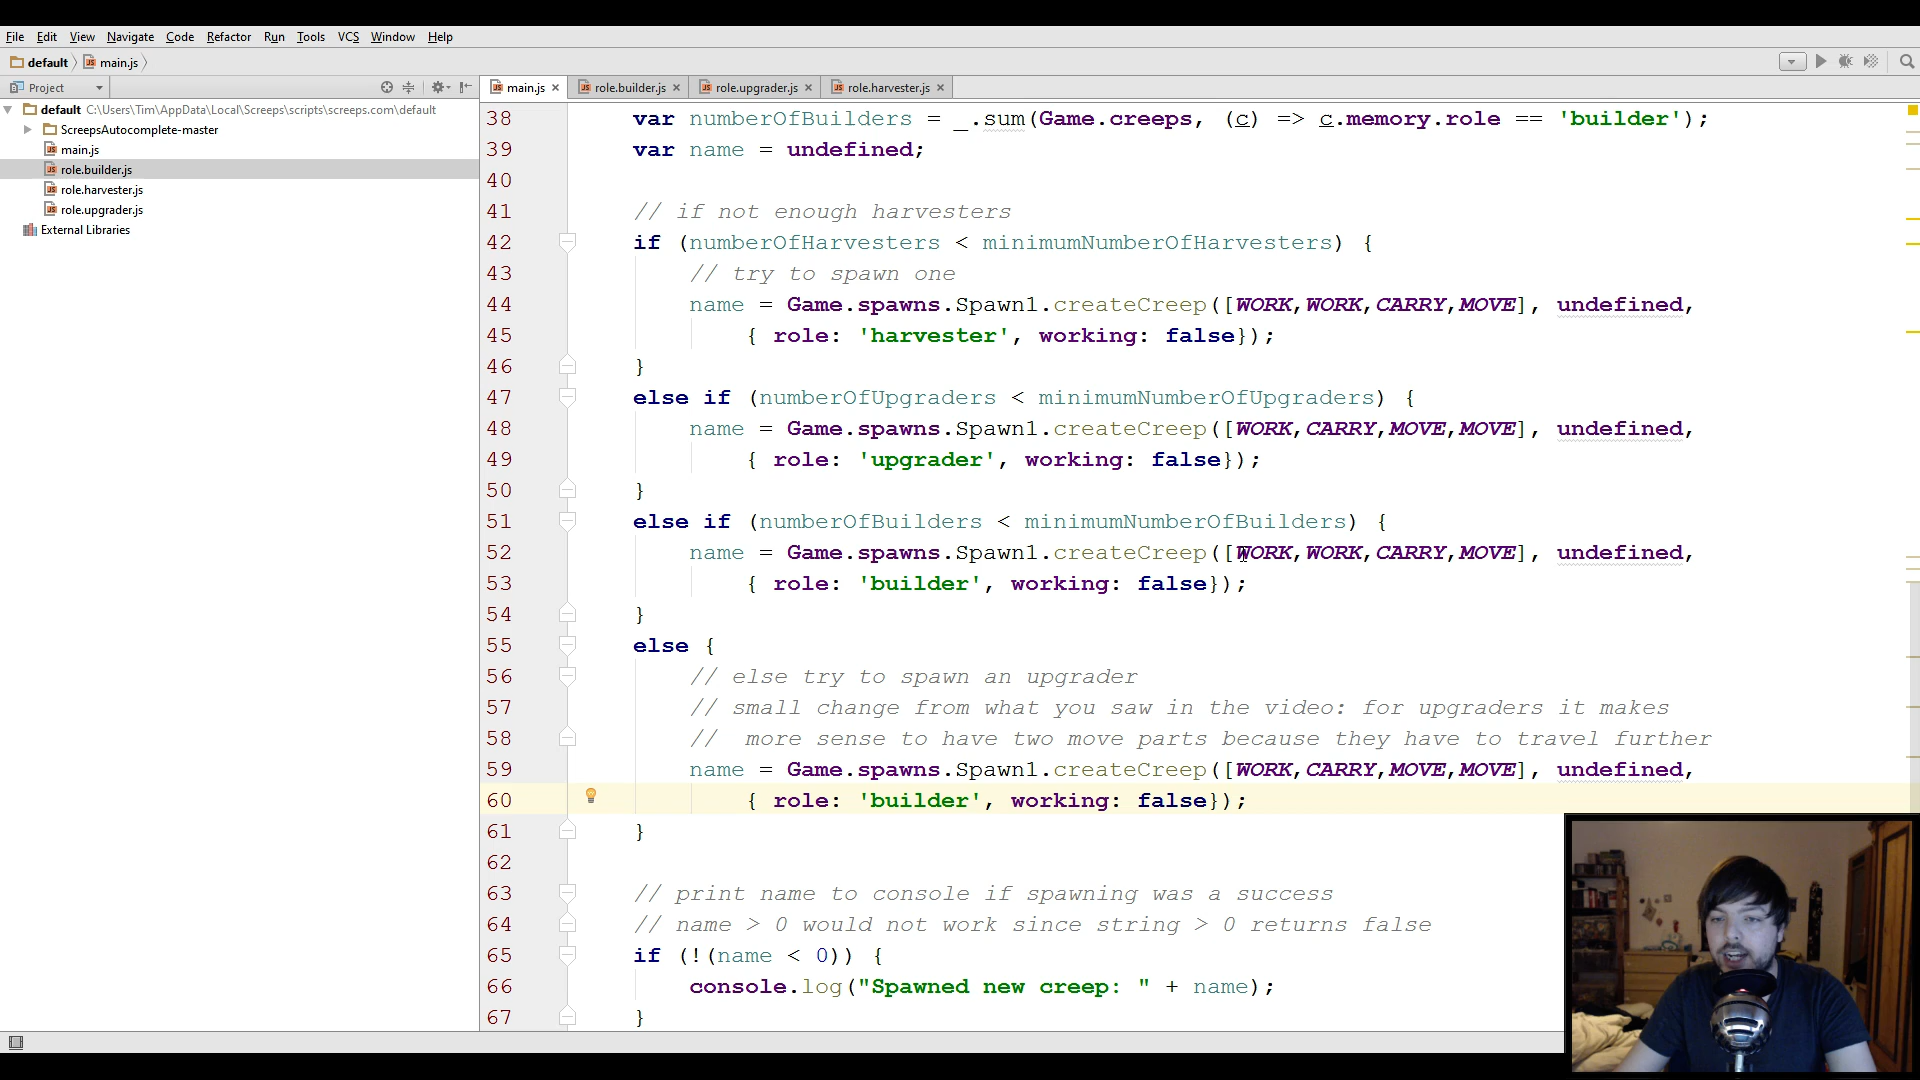 File Edit View Navigate Code Refactor Run Tools VCS Window Help
default main.js
Project
main.js role.builder.js role.upgrader.js role.harvester.js
default C:\Users\Tim\AppData\Local\Screeps\scripts\screeps.com\default
ScreepsAutocomplete-master
main.js
role.builder.js
role.harvester.js
role.upgrader.js
External Libraries
38 var numberOfBuilders = _.sum(Game.creeps, (c) => c.memory.role == 'builder');
39 var name = undefined;
40
41 // if not enough harvesters
42 if (numberOfHarvesters < minimumNumberOfHarvesters) {
43 // try to spawn one
44 name = Game.spawns.Spawn1.createCreep([WORK,WORK,CARRY,MOVE], undefined,
45 { role: 'harvester', working: false});
46 }
47 else if (numberOfUpgraders < minimumNumberOfUpgraders) {
48 name = Game.spawns.Spawn1.createCreep([WORK,CARRY,MOVE,MOVE], undefined,
49 { role: 'upgrader', working: false});
50 }
51 else if (numberOfBuilders < minimumNumberOfBuilders) {
52 name = Game.spawns.Spawn1.createCreep([WORK,WORK,CARRY,MOVE], undefined,
53 { role: 'builder', working: false});
54 }
55 else {
56 // else try to spawn an upgrader
57 // small change from what you saw in the video: for upgraders it makes
58 // more sense to have two move parts because they have to travel further
59 name = Game.spawns.Spawn1.createCreep([WORK,CARRY,MOVE,MOVE], undefined,
60 { role: 'builder', working: false});
61 }
62
63 // print name to console if spawning was a success
64 // name > 0 would not work since string > 0 returns false
65 if (!(name < 0)) {
66 console.log("Spawned new creep: " + name);
67 }